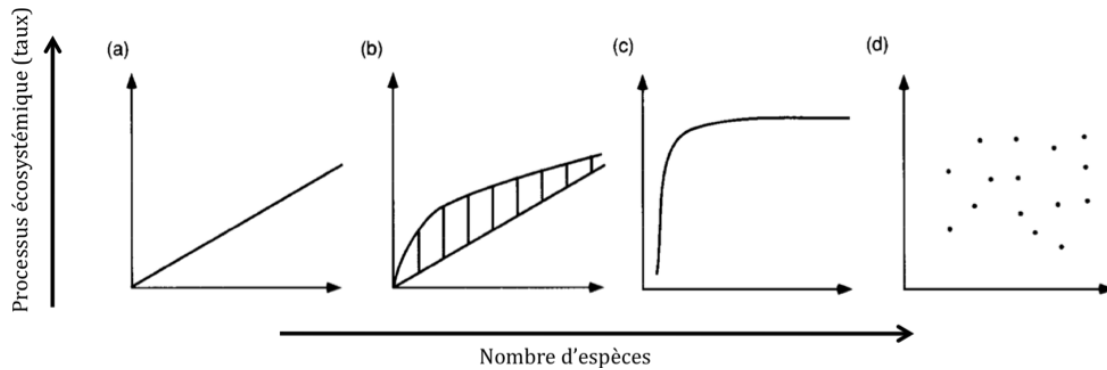 Processus écosystémique (taux)
(a)
(b)
(c)
(d)
Nombre d'espèces